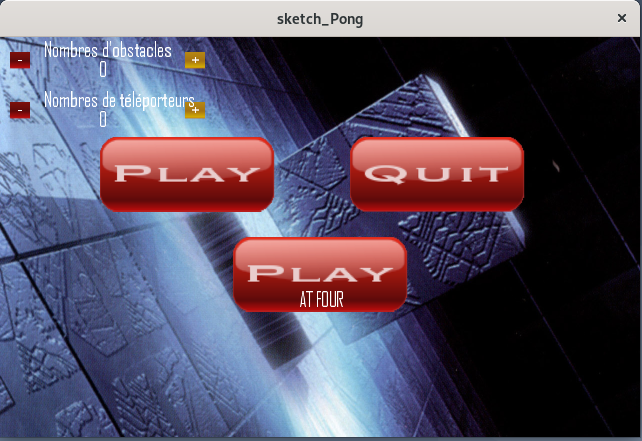 sketch_Pong
×
Nombres d'obstacles
- 0 +
Nombres de téléporteurs
- 0 +
PLAY QUIT
PLAY
AT FOUR